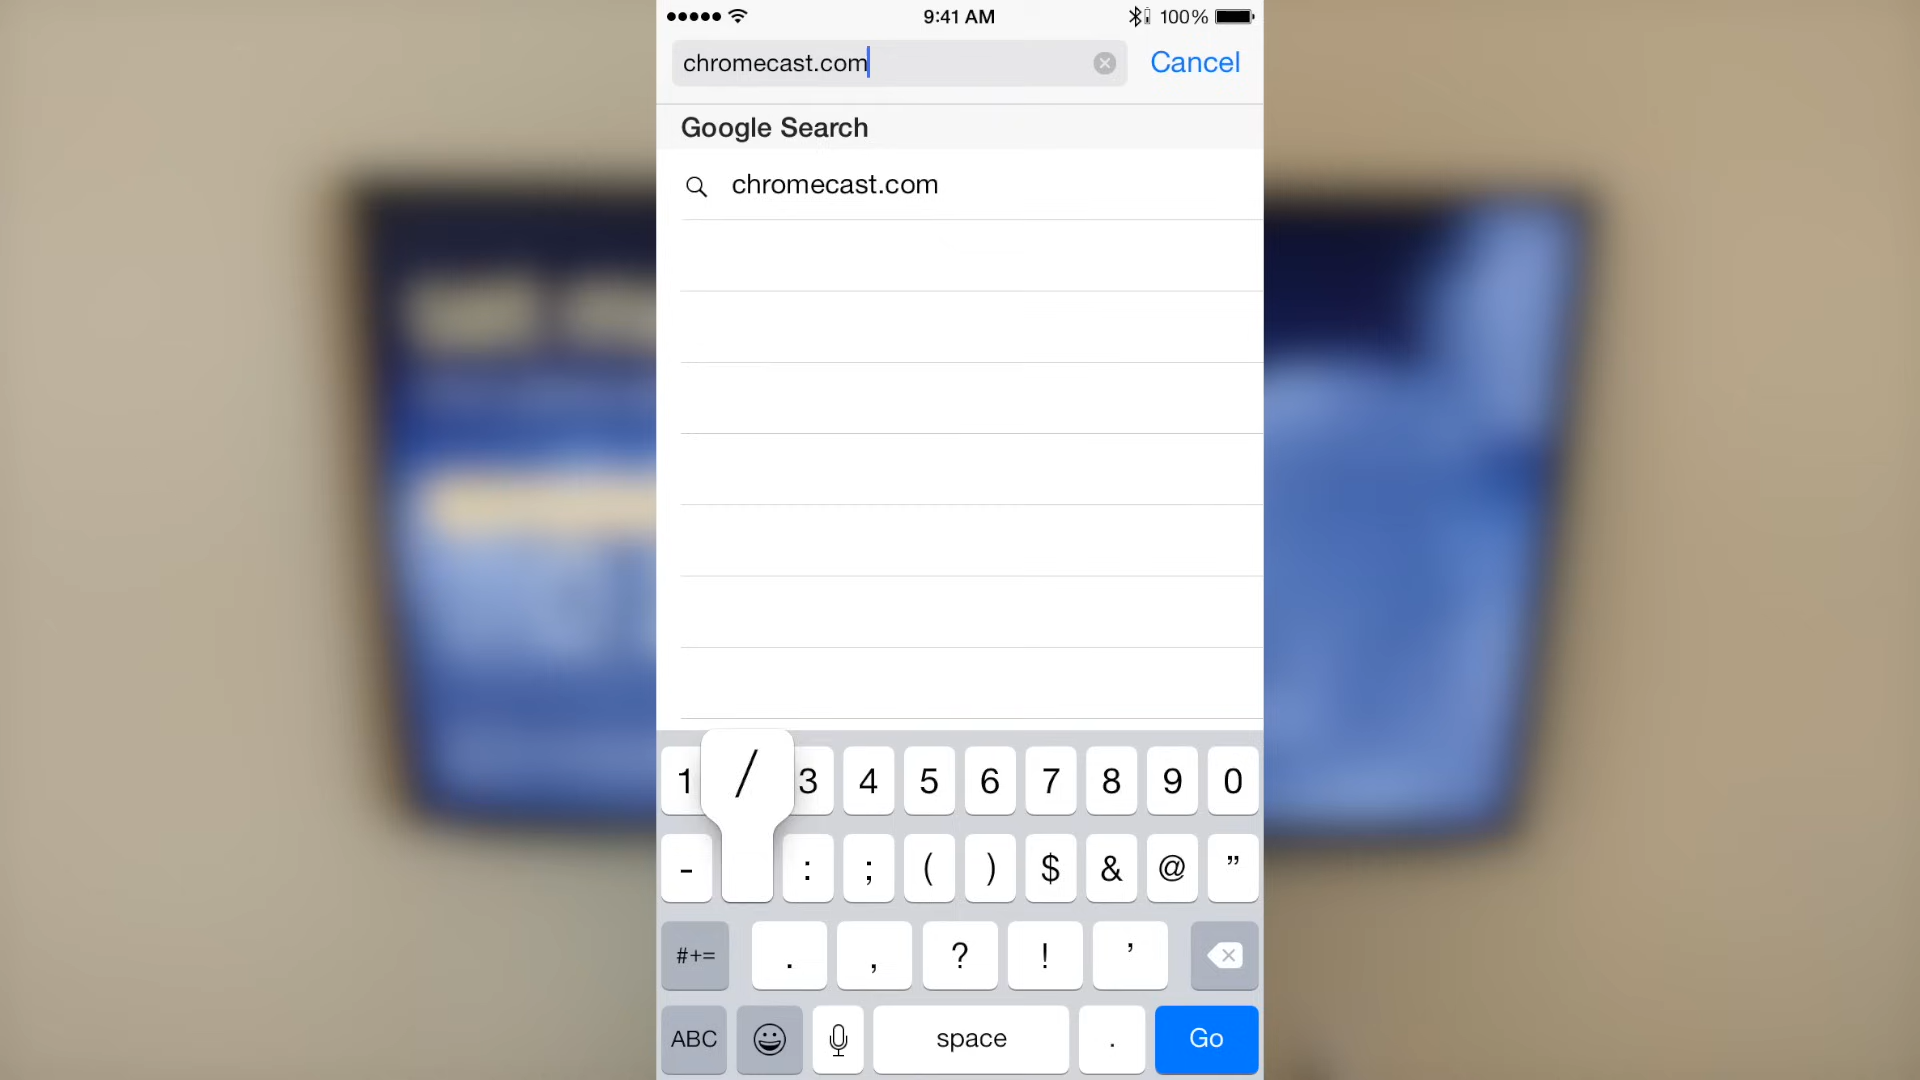 9:41 AM 100%
chromecast.com Cancel
Google Search
chromecast.com
1 / 3 4 5 6 7 8 9 0
- : ; ( ) $ & @ ”
#+= . , ? ! ’
ABC space . Go